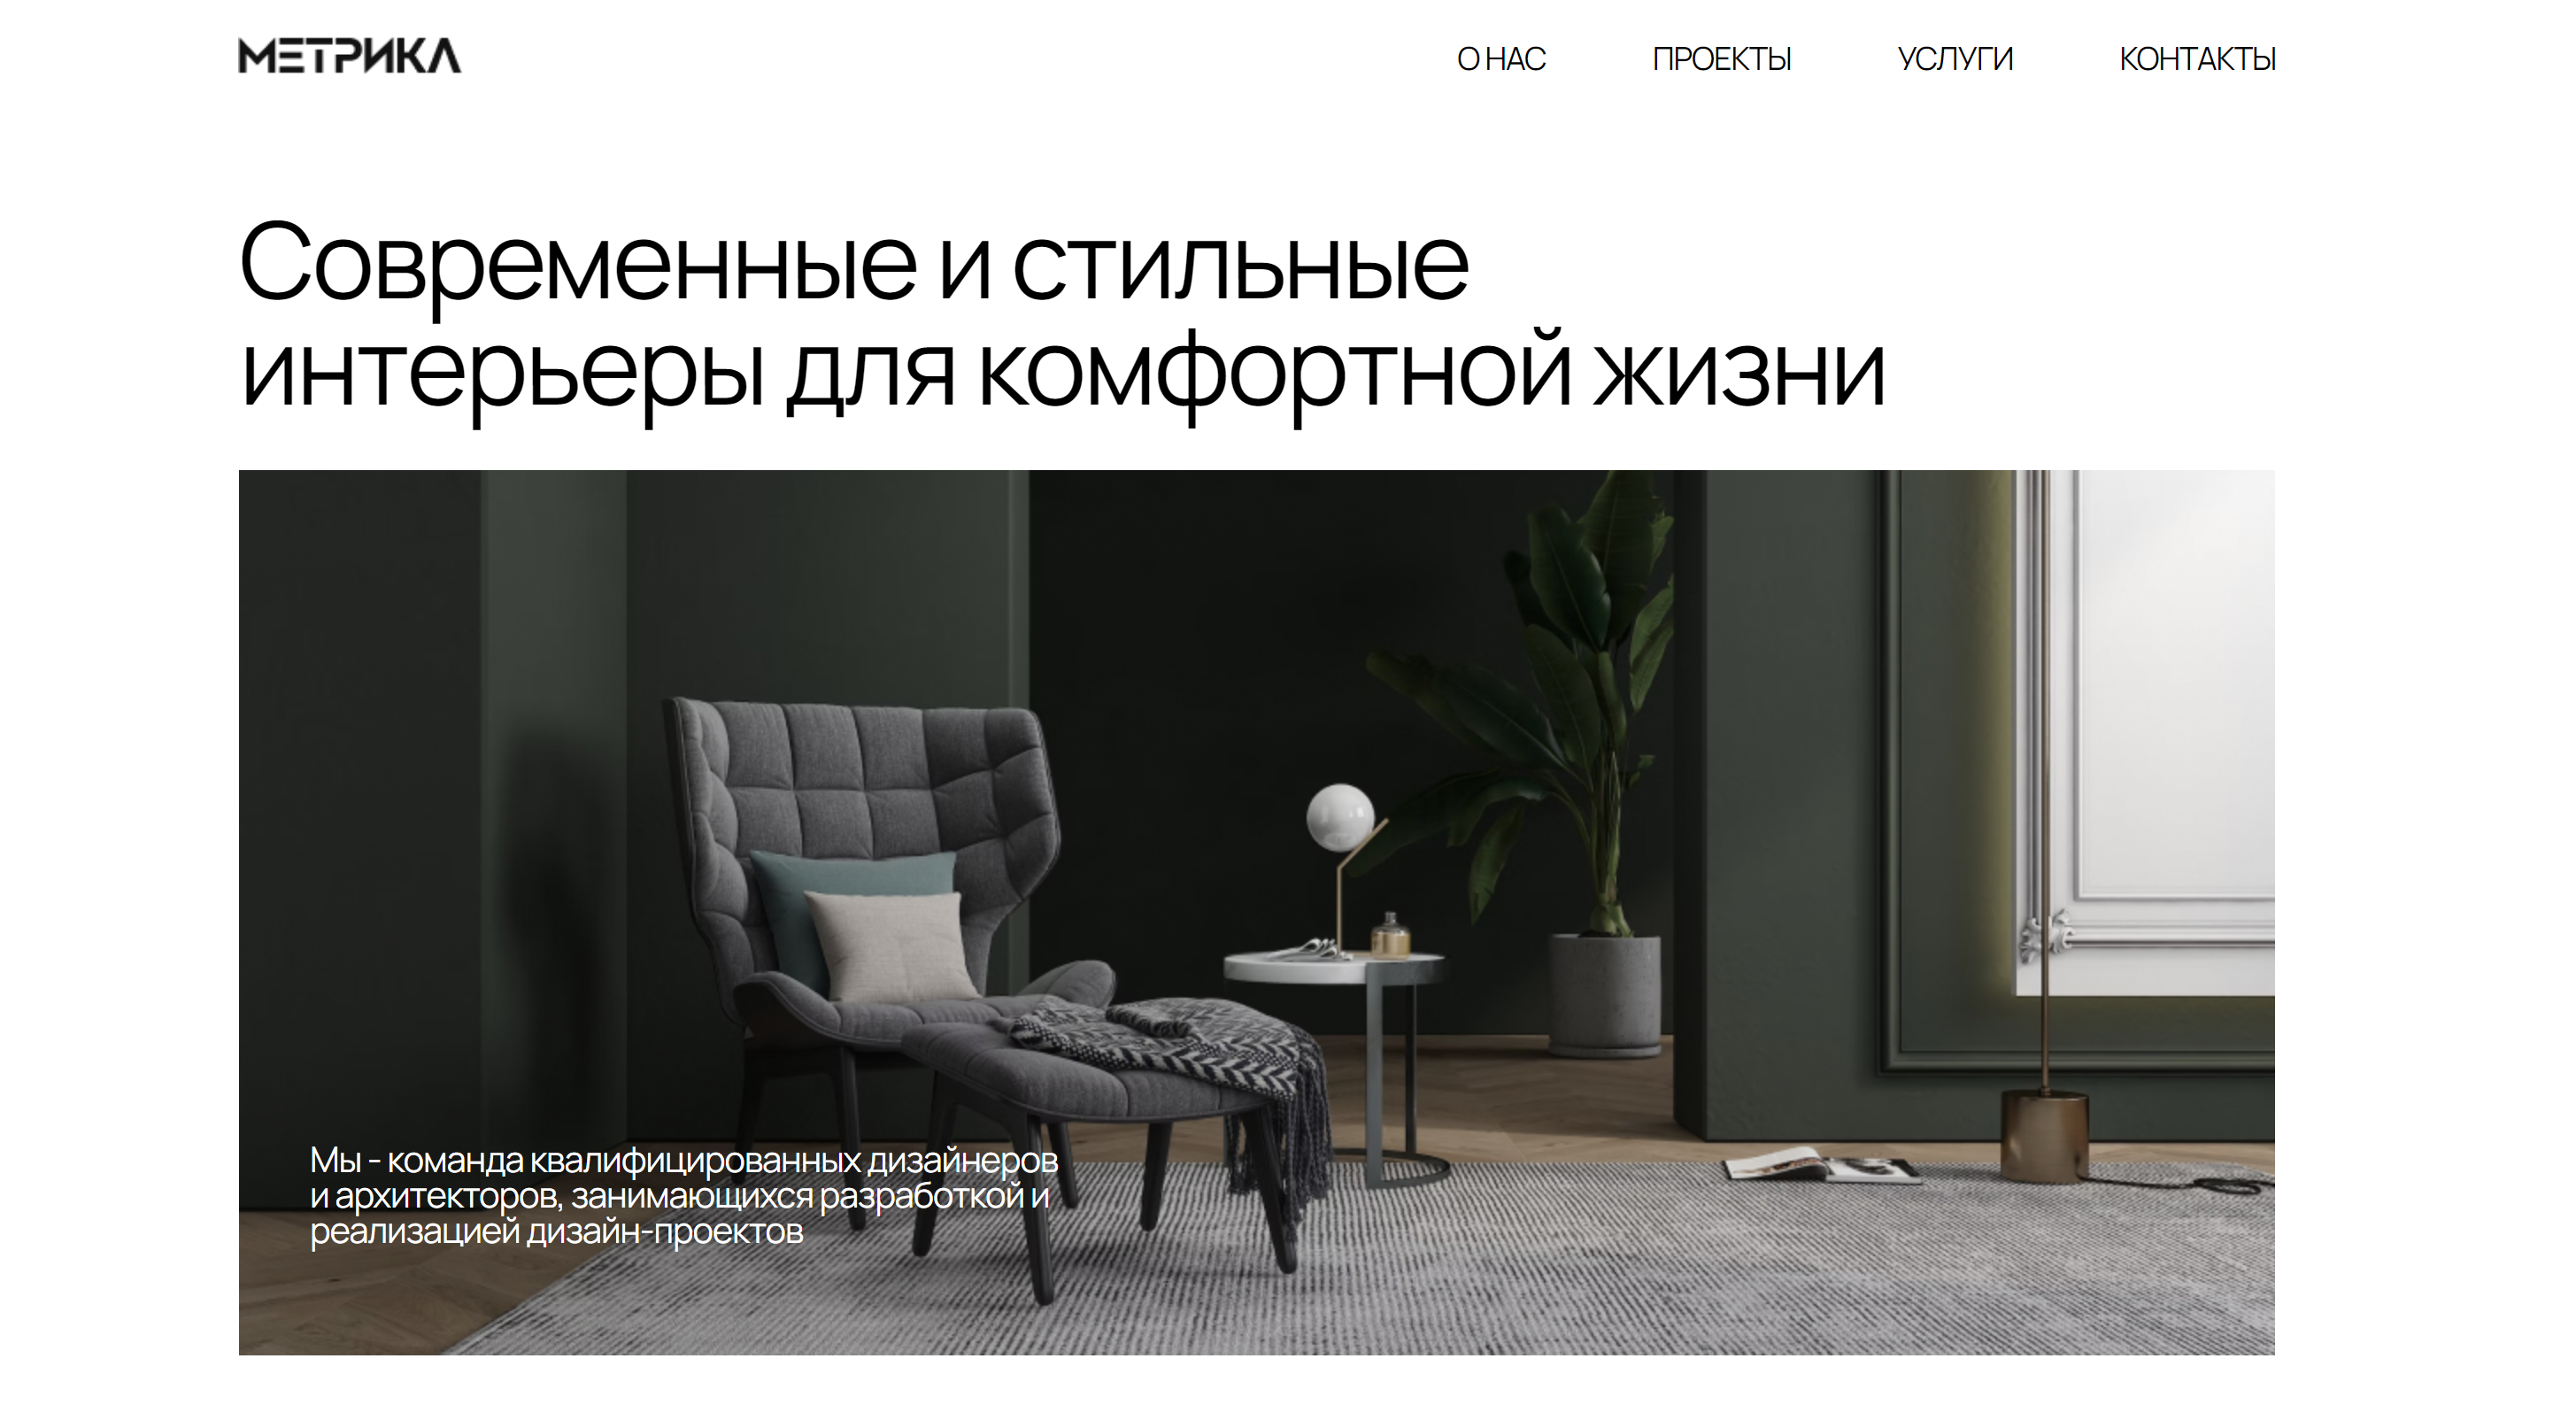 МЕТРИКА
О НАС ПРОЕКТЫ УСЛУГИ КОНТАКТЫ
Современные и стильные
интерьеры для комфортной жизни
Мы - команда квалифицированных дизайнеров
и архитекторов, занимающихся разработкой и
реализацией дизайн-проектов